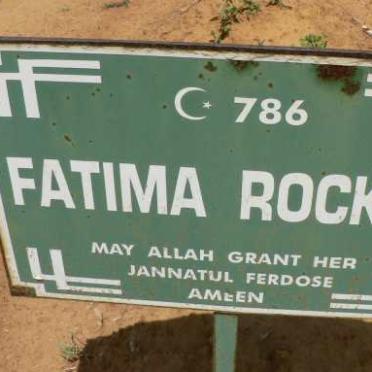 786
FATIMA ROCK
MAY ALLAH GRANT HER
JANNATUL FERDOSE
AMEEN